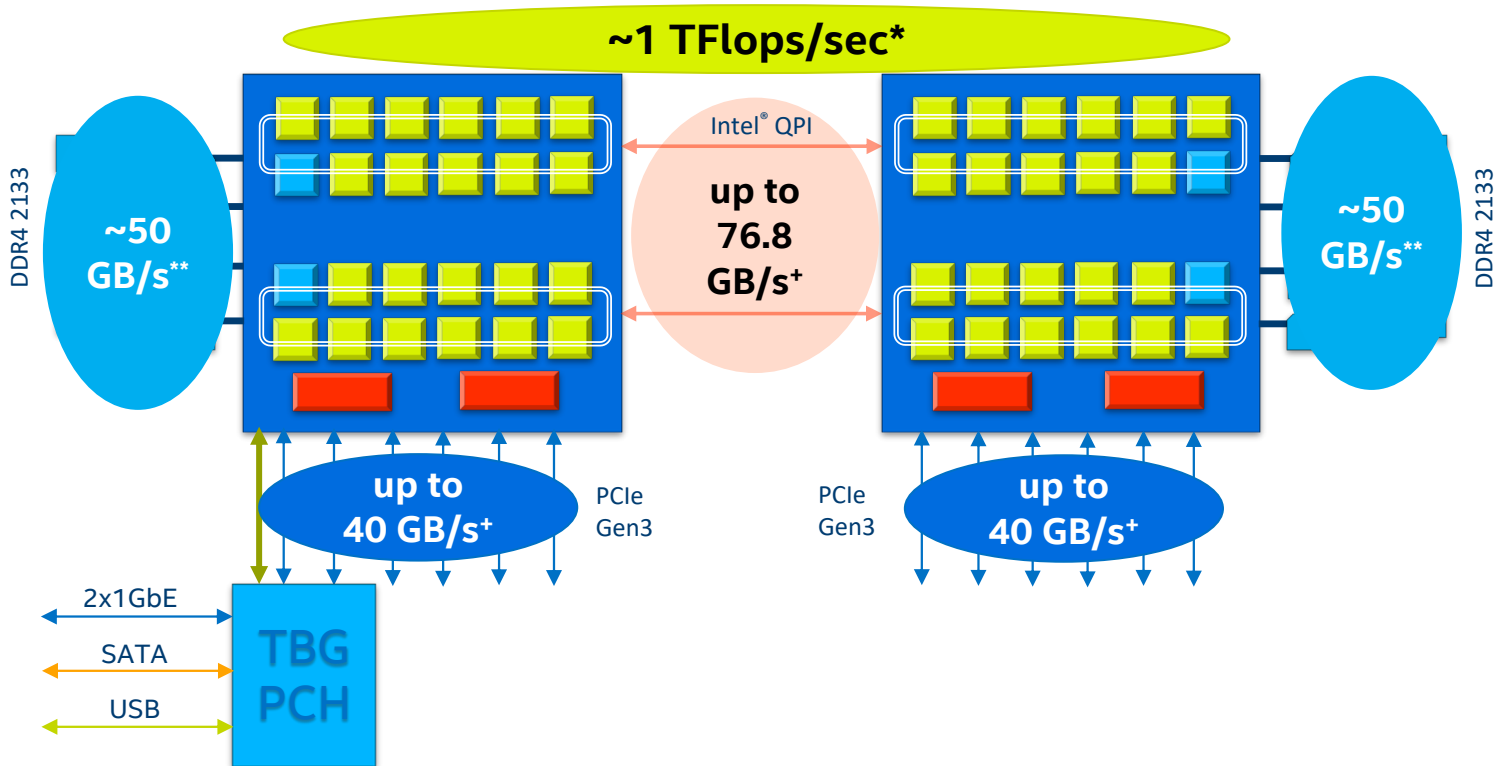 ~1 TFlops/sec*
Intel® QPI
up to
76.8
GB/s+
DDR4 2133
~50
GB/s**
~50
GB/s**
DDR4 2133
up to
40 GB/s+
PCIe
Gen3
PCIe
Gen3
up to
40 GB/s+
2x1GbE
SATA
USB
TBG
PCH